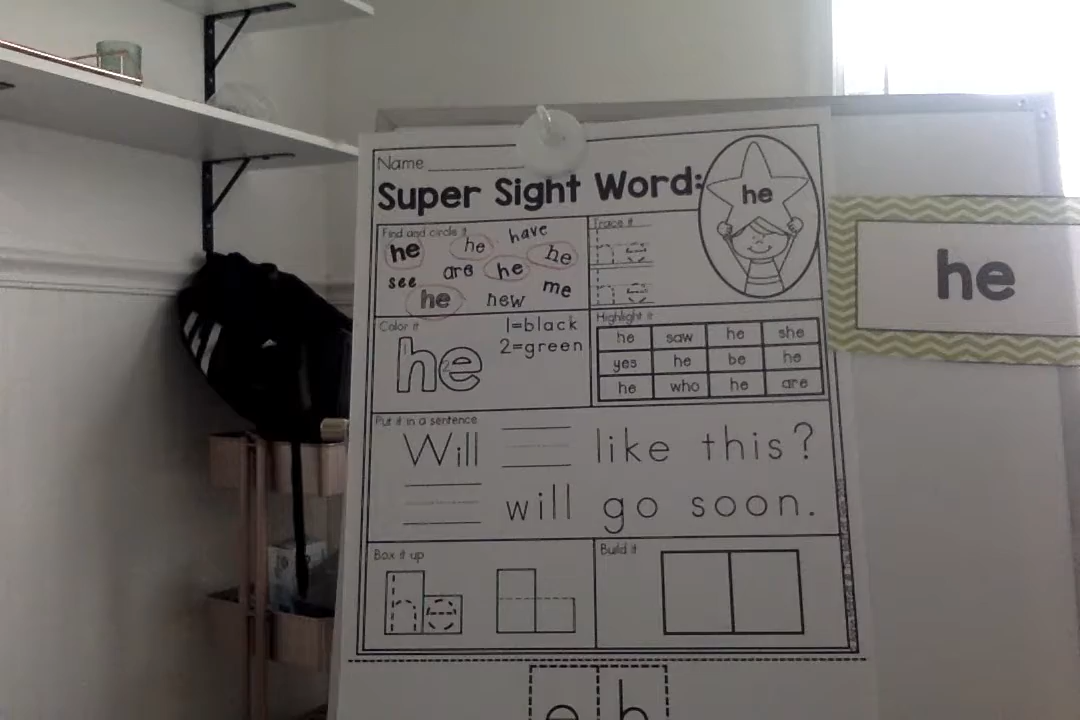 Name
Super Sight Word:
he
Find and circle it
he he have he
see are he me
he new
Trace it
he
he
he
Color it
1=black
2=green
he
Highlight it
he saw he she
yes he be he
he who he are
Put it in a sentence
Will like this?
will go soon.
Box it up
he
Build it
e h